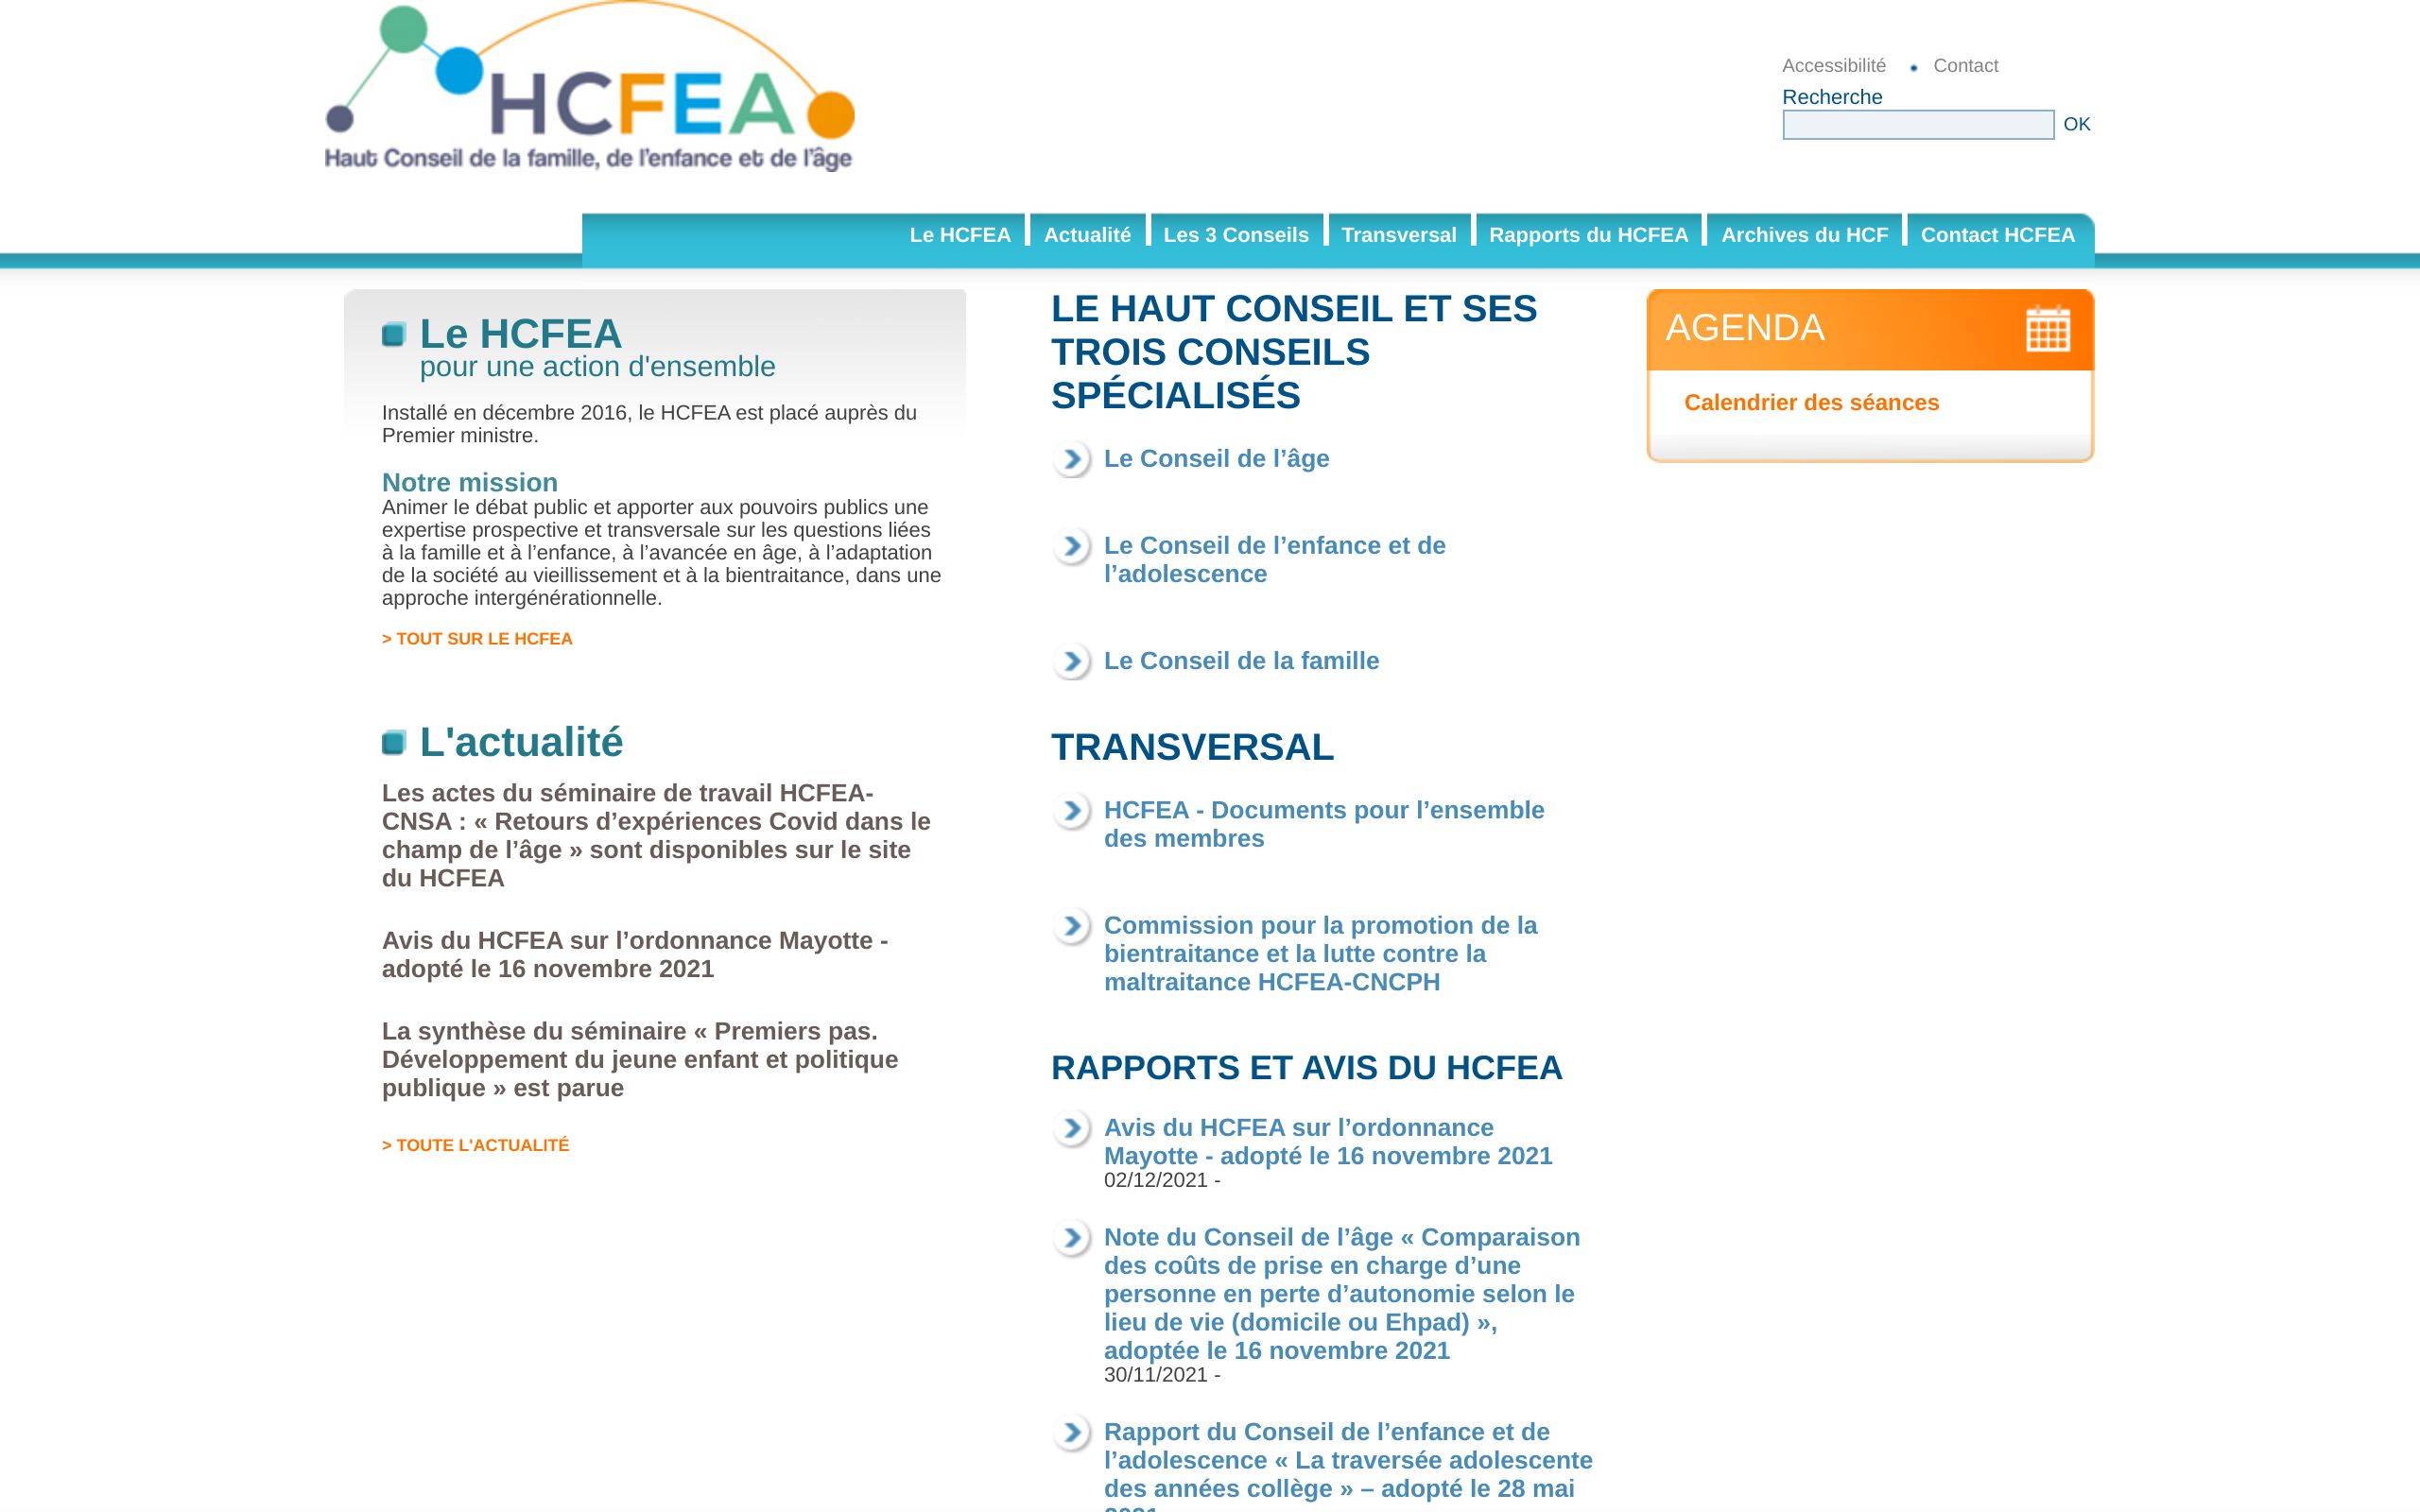 HCFEA
Haut Conseil de la famille, de l'enfance et de l'âge
Accessibilité • Contact
Recherche
OK
Le HCFEA
Actualité
Les 3 Conseils
Transversal
Rapports du HCFEA
Archives du HCF
Contact HCFEA
Le HCFEA
pour une action d'ensemble
Installé en décembre 2016, le HCFEA est placé auprès du
Premier ministre.
Notre mission
Animer le débat public et apporter aux pouvoirs publics une
expertise prospective et transversale sur les questions liées
à la famille et à l’enfance, à l’avancée en âge, à l’adaptation
de la société au vieillissement et à la bientraitance, dans une
approche intergénérationnelle.
> TOUT SUR LE HCFEA
L'actualité
Les actes du séminaire de travail HCFEA-
CNSA : « Retours d’expériences Covid dans le
champ de l’âge » sont disponibles sur le site
du HCFEA
Avis du HCFEA sur l’ordonnance Mayotte -
adopté le 16 novembre 2021
La synthèse du séminaire « Premiers pas.
Développement du jeune enfant et politique
publique » est parue
> TOUTE L'ACTUALITÉ
LE HAUT CONSEIL ET SES
TROIS CONSEILS
SPÉCIALISÉS
Le Conseil de l’âge
Le Conseil de l’enfance et de
l’adolescence
Le Conseil de la famille
TRANSVERSAL
HCFEA - Documents pour l’ensemble
des membres
Commission pour la promotion de la
bientraitance et la lutte contre la
maltraitance HCFEA-CNCPH
RAPPORTS ET AVIS DU HCFEA
Avis du HCFEA sur l’ordonnance
Mayotte - adopté le 16 novembre 2021
02/12/2021 -
Note du Conseil de l’âge « Comparaison
des coûts de prise en charge d’une
personne en perte d’autonomie selon le
lieu de vie (domicile ou Ehpad) »,
adoptée le 16 novembre 2021
30/11/2021 -
Rapport du Conseil de l’enfance et de
l’adolescence « La traversée adolescente
des années collège » – adopté le 28 mai
AGENDA
Calendrier des séances